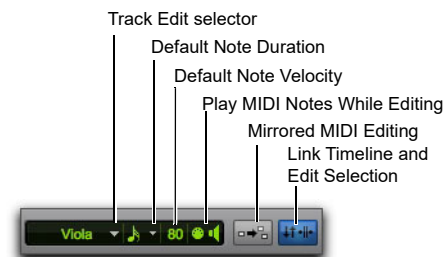 Track Edit selector
Default Note Duration
Default Note Velocity
Play MIDI Notes While Editing
Mirrored MIDI Editing
Link Timeline and
Edit Selection
Viola 80